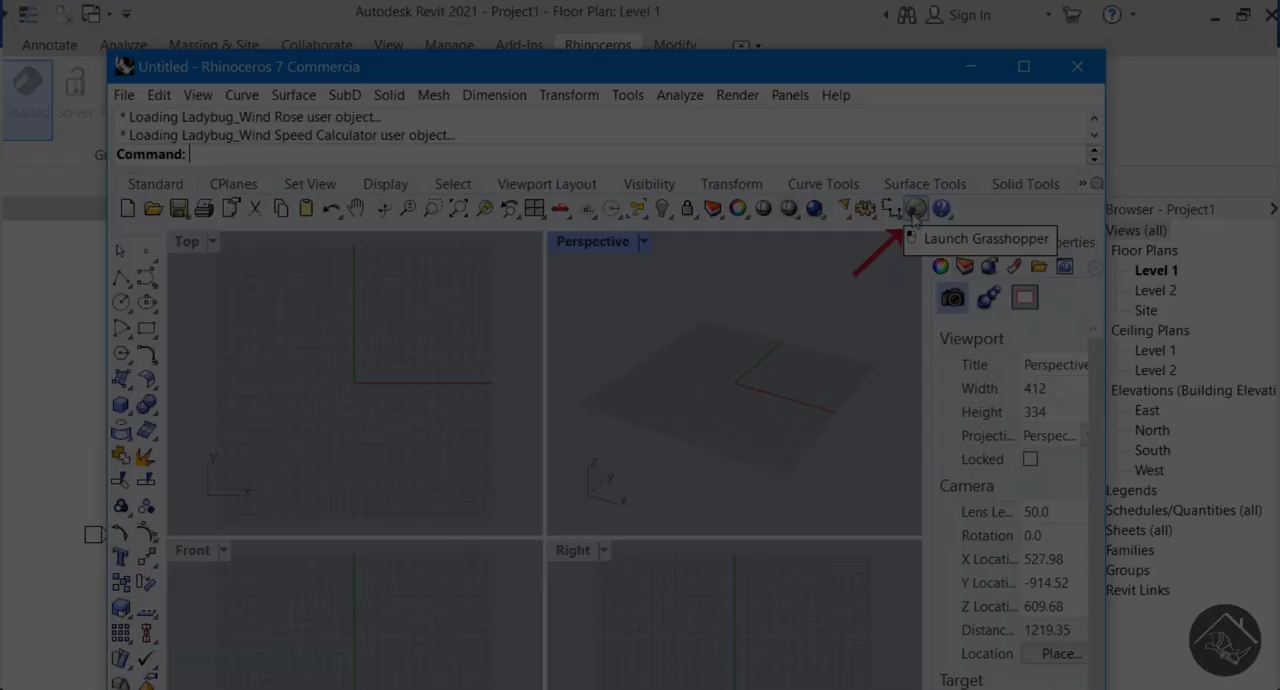 Autodesk Revit 2021 - Project1 - Floor Plan: Level 1
Sign In
Annotate Analyze Massing & Site Collaborate View Manage Add-Ins Rhinoceros Modify
Untitled - Rhinoceros 7 Commercia
File Edit View Curve Surface SubD Solid Mesh Dimension Transform Tools Analyze Render Panels Help
Shaded Solver
* Loading Ladybug_Wind Rose user object...
* Loading Ladybug_Wind Speed Calculator user object...
Command:
Standard CPlanes Set View Display Select Viewport Layout Visibility Transform Curve Tools Surface Tools Solid Tools »
Launch Grasshopper
Top
Perspective
operties
y
x
z
y
x
Front
Right
Viewport
Title Perspective
Width 412
Height 334
Projecti... Perspec...
Locked
Camera
Lens Le... 50.0
Rotation 0.0
X Locati... 527.98
Y Locati... -914.52
Z Locati... 609.68
Distanc... 1219.35
Location Place...
Target
Browser - Project1
Views (all)
Floor Plans
Level 1
Level 2
Site
Ceiling Plans
Level 1
Level 2
Elevations (Building Elevati
East
North
South
West
Legends
Schedules/Quantities (all)
Sheets (all)
Families
Groups
Revit Links